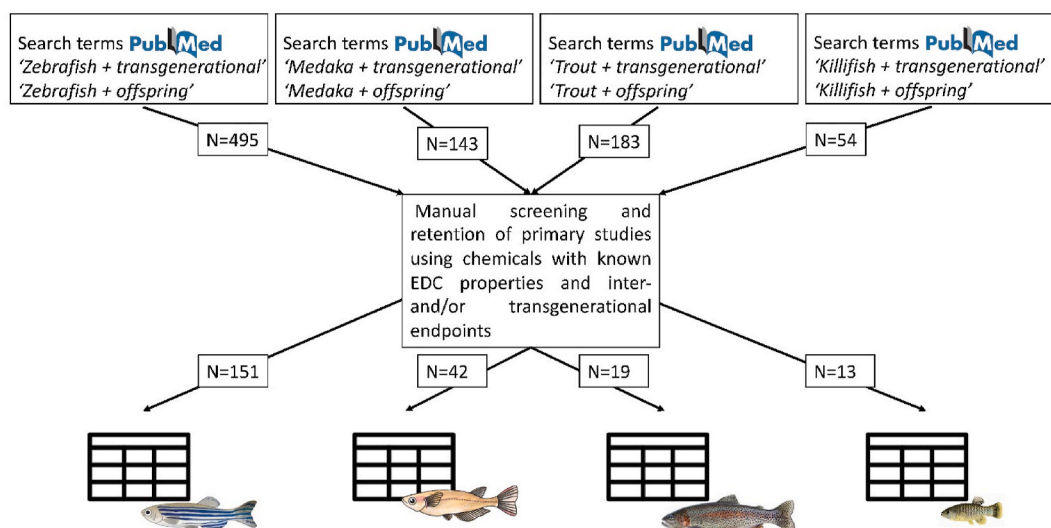 Search terms PubMed
'Zebrafish + transgenerational'
'Zebrafish + offspring'
Search terms PubMed
'Medaka + transgenerational'
'Medaka + offspring'
Search terms PubMed
'Trout + transgenerational'
'Trout + offspring'
Search terms PubMed
'Killifish + transgenerational'
'Killifish + offspring'
N=495
N=143
N=183
N=54
Manual screening and
retention of primary studies
using chemicals with known
EDC properties and inter-
and/or transgenerational
endpoints
N=151
N=42
N=19
N=13